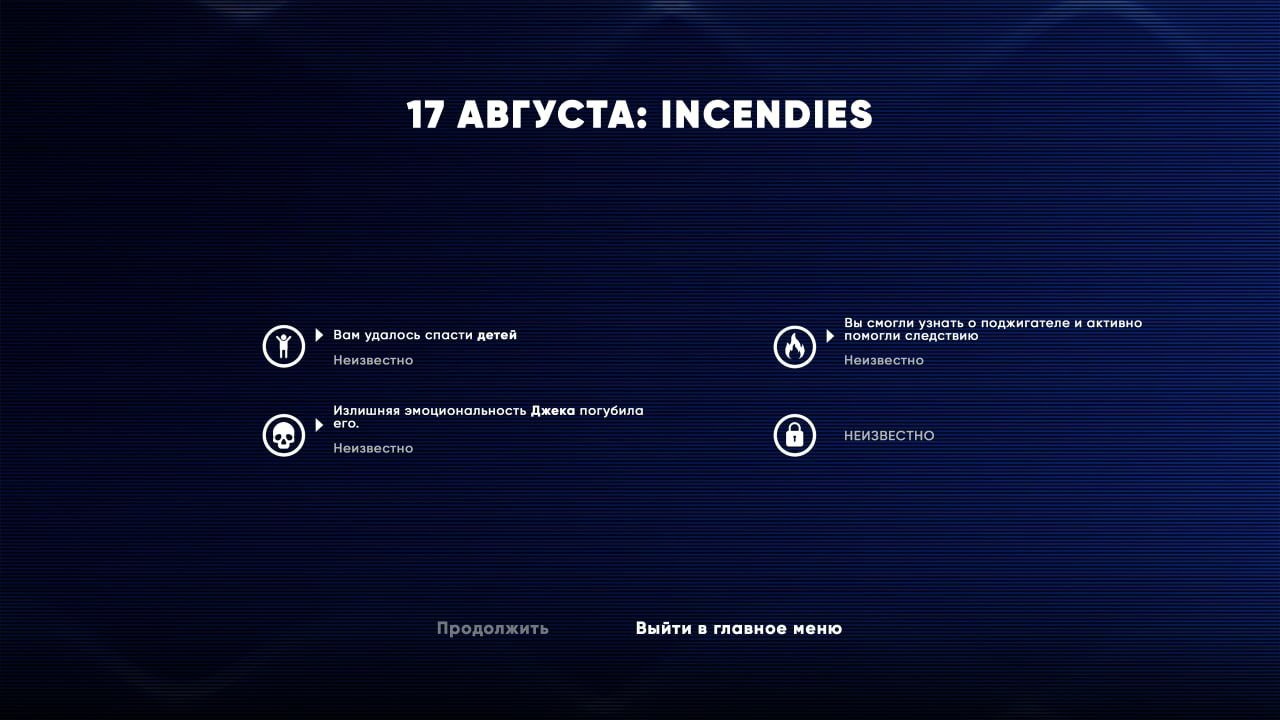 17 АВГУСТА: INCENDIES
Вам удалось спасти детей
Неизвестно
Вы смогли узнать о поджигателе и активно
помогли следствию
Неизвестно
Излишняя эмоциональность Джека погубила
его.
Неизвестно
НЕИЗВЕСТНО
Продолжить
Выйти в главное меню